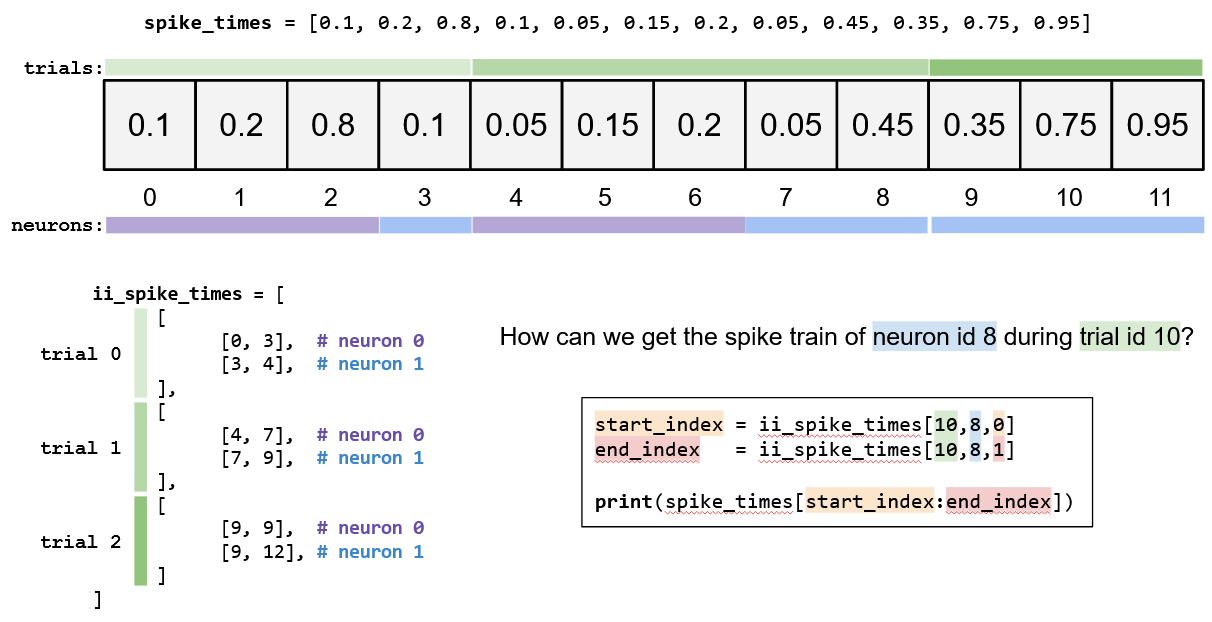 spike_times = [0.1, 0.2, 0.8, 0.1, 0.05, 0.15, 0.2, 0.05, 0.45, 0.35, 0.75, 0.95]
trials:
0.1 0.2 0.8 0.1 0.05 0.15 0.2 0.05 0.45 0.35 0.75 0.95
0 1 2 3 4 5 6 7 8 9 10 11
neurons:
ii_spike_times = [
[
trial 0
[0, 3], # neuron 0
[3, 4], # neuron 1
],
[
trial 1
[4, 7], # neuron 0
[7, 9], # neuron 1
],
[
trial 2
[9, 9], # neuron 0
[9, 12], # neuron 1
]
]
How can we get the spike train of neuron id 8 during trial id 10?
start_index = ii_spike_times[10,8,0]
end_index = ii_spike_times[10,8,1]
print(spike_times[start_index:end_index])